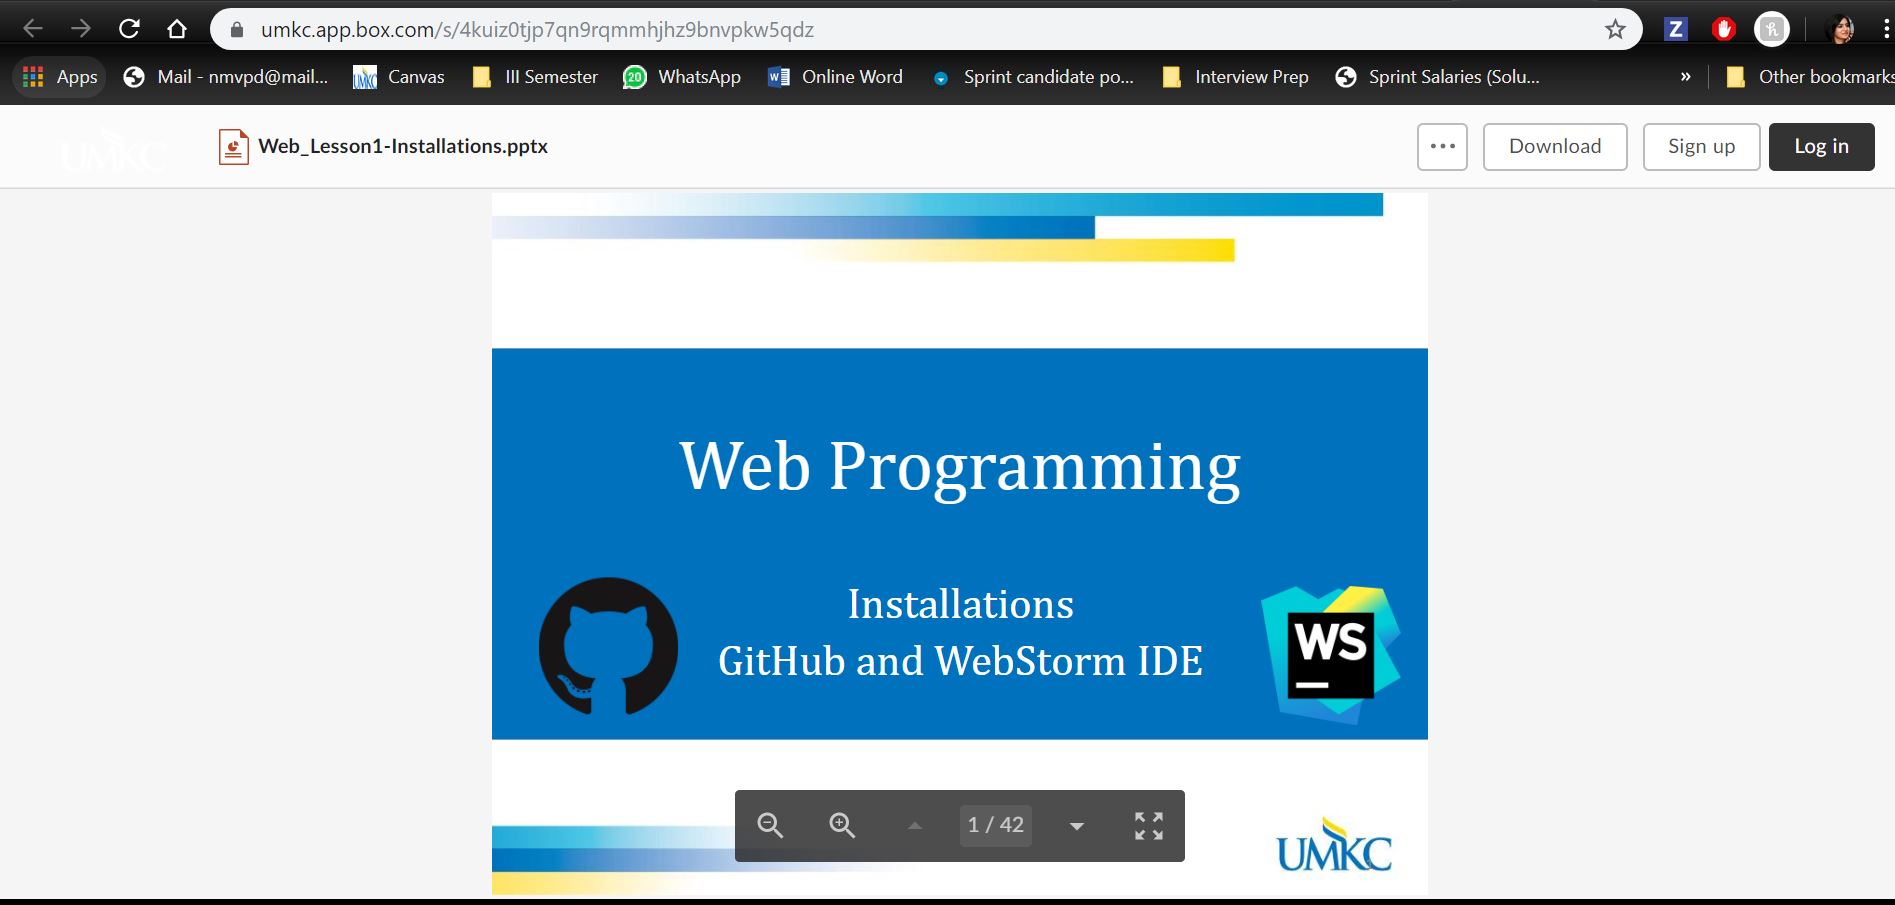 umkc.app.box.com/s/4kuiz0tjp7qn9rqmmhjhz9bnvpkw5qdz
Z
h
Apps
Mail - nmvpd@mail...
UMKC
Canvas
III Semester
20
WhatsApp
Online Word
Sprint candidate po...
Interview Prep
Sprint Salaries (Solu...
»
Other bookmarks
UMKC
Web_Lesson1-Installations.pptx
Download
Sign up
Log in
Web Programming
Installations
GitHub and WebStorm IDE
WS
1 / 42
UMKC